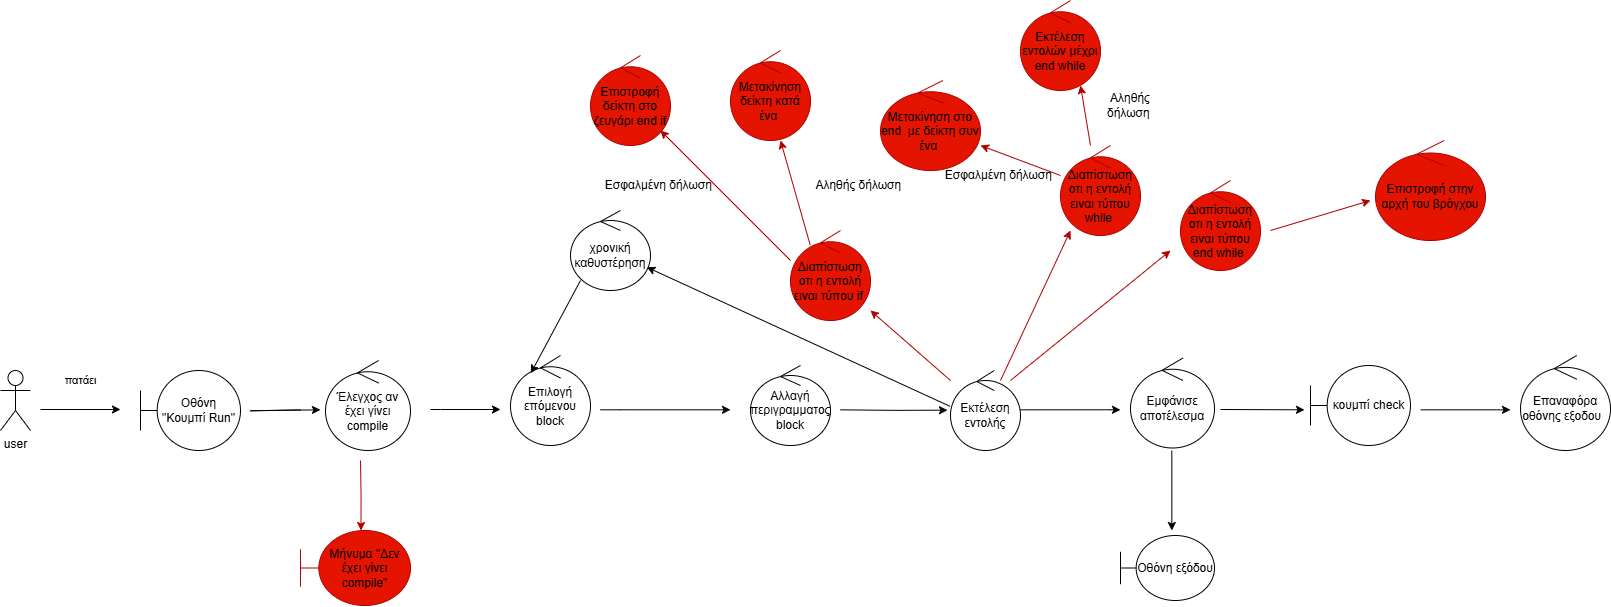 Εκτέλεση
εντολών μέχρι
end while
Επιστροφή
δείκτη στο
ζευγάρι end if
Μετακίνηση
δείκτη κατά
ένα
Μετακίνηση στο
end με δείκτη συν
ένα
Αληθής
δήλωση
Εσφαλμένη δήλωση
Αληθής δήλωση
Εσφαλμένη δήλωση
Διαπίστωση
οτι η εντολή
ειναι τύπου
while
Διαπίστωση
οτι η εντολή
ειναι τύπου
end while
Επιστροφή στην
αρχή του βρόγχου
χρονική
καθυστέρηση
Διαπίστωση
οτι η εντολή
ειναι τύπου if
user
πατάει
Οθόνη
"Κουμπί Run"
Έλεγχος αν
έχει γίνει
compile
Επιλογή
επόμενου
block
Αλλαγή
περιγραμματος
block
Εκτέλεση
εντολής
Εμφάνισε
αποτέλεσμα
κουμπί check
Επαναφόρα
οθόνης εξοδου
Μήνυμα "Δεν
έχει γίνει
compile"
Οθόνη εξόδου